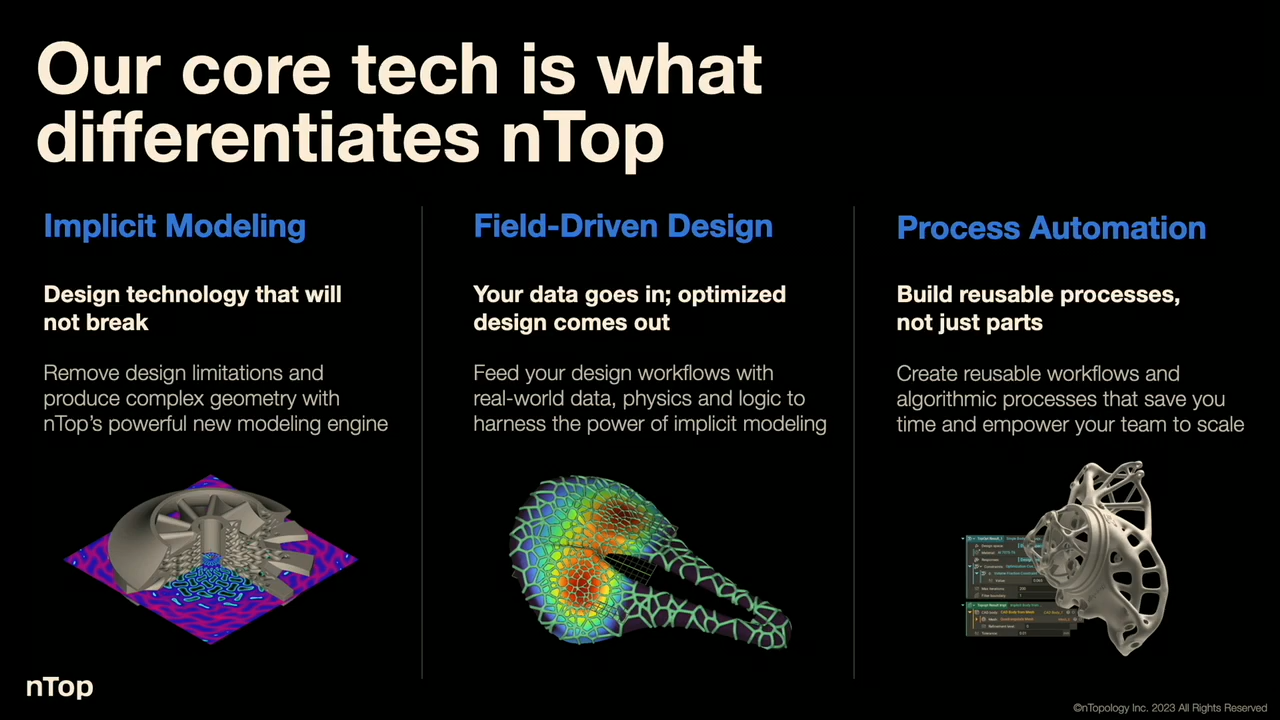 Our core tech is what
differentiates nTop
Implicit Modeling
Design technology that will
not break
Remove design limitations and
produce complex geometry with
nTop’s powerful new modeling engine
Field-Driven Design
Your data goes in; optimized
design comes out
Feed your design workflows with
real-world data, physics and logic to
harness the power of implicit modeling
Process Automation
Build reusable processes,
not just parts
Create reusable workflows and
algorithmic processes that save you
time and empower your team to scale
nTop
©nTopology Inc. 2023 All Rights Reserved